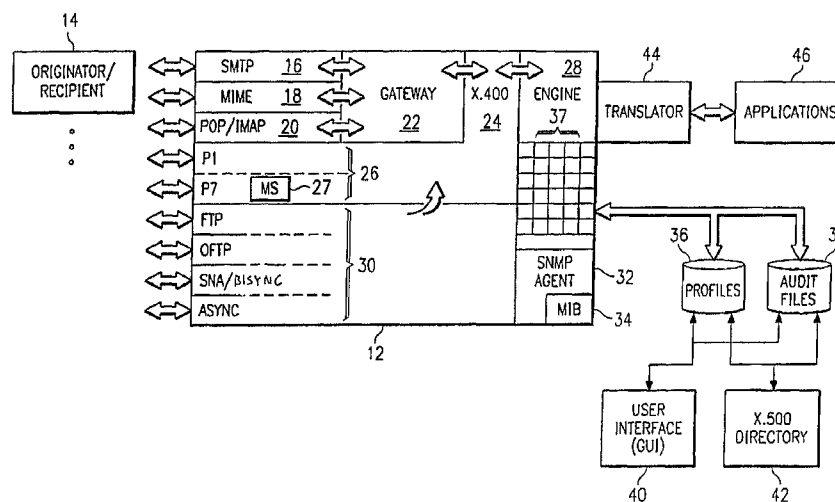 14
ORIGINATOR/
RECIPIENT
SMTP 16
MIME 18
POP/IMAP 20
GATEWAY
22
X.400
24
28
ENGINE
37
44
TRANSLATOR
46
APPLICATIONS
P1
P7
MS
27
26
FTP
OFTP
SNA/BISYNC
ASYNC
30
12
SNMP
AGENT
32
MIB
34
36
PROFILES
3
AUDIT
FILES
USER
INTERFACE
(GUI)
40
X.500
DIRECTORY
42